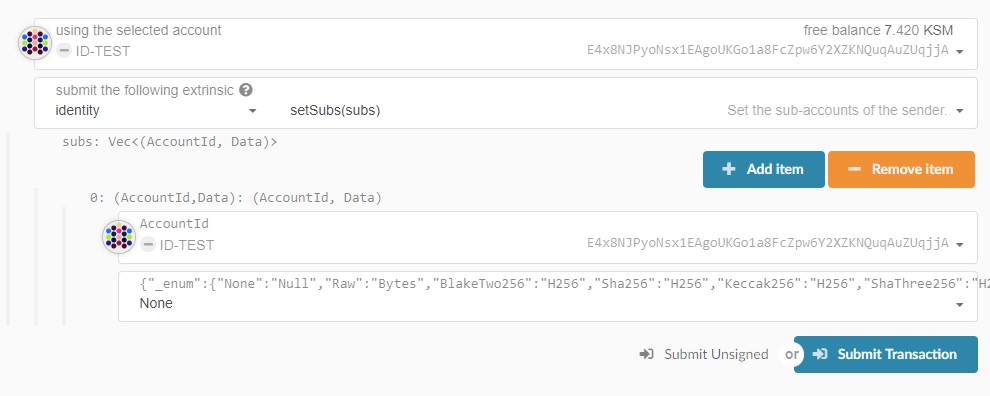 using the selected account
free balance 7.420 KSM
ID-TEST
E4x8NJPyoNsx1EAgoUKGo1a8FcZpw6Y2XZKNQuqAuZUqjjA
submit the following extrinsic
identity
setSubs(subs)
Set the sub-accounts of the sender.
subs: Vec<(AccountId, Data)>
Add item
Remove item
0: (AccountId,Data): (AccountId, Data)
AccountId
ID-TEST
E4x8NJPyoNsx1EAgoUKGo1a8FcZpw6Y2XZKNQuqAuZUqjjA
{"_enum":{"None":"Null","Raw":"Bytes","BlakeTwo256":"H256","Sha256":"H256","Keccak256":"H256","ShaThree256":"H2
None
Submit Unsigned
or
Submit Transaction